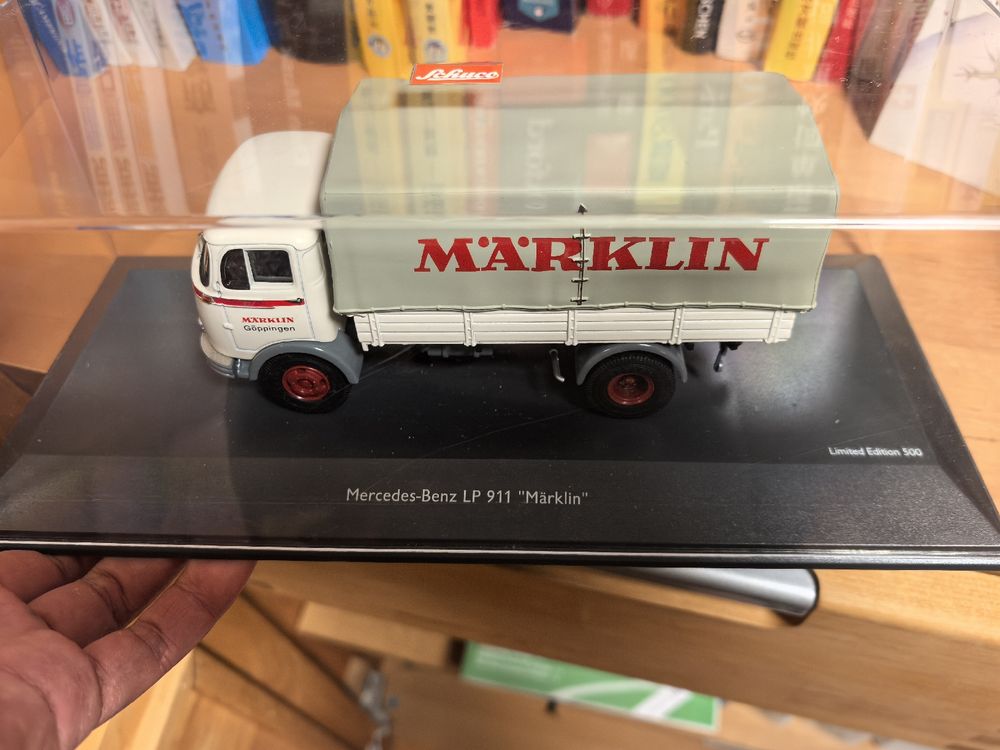 Schuco
MÄRKLIN
MÄRKLIN
Göppingen
Limited Edition 500
Mercedes-Benz LP 911 "Märklin"